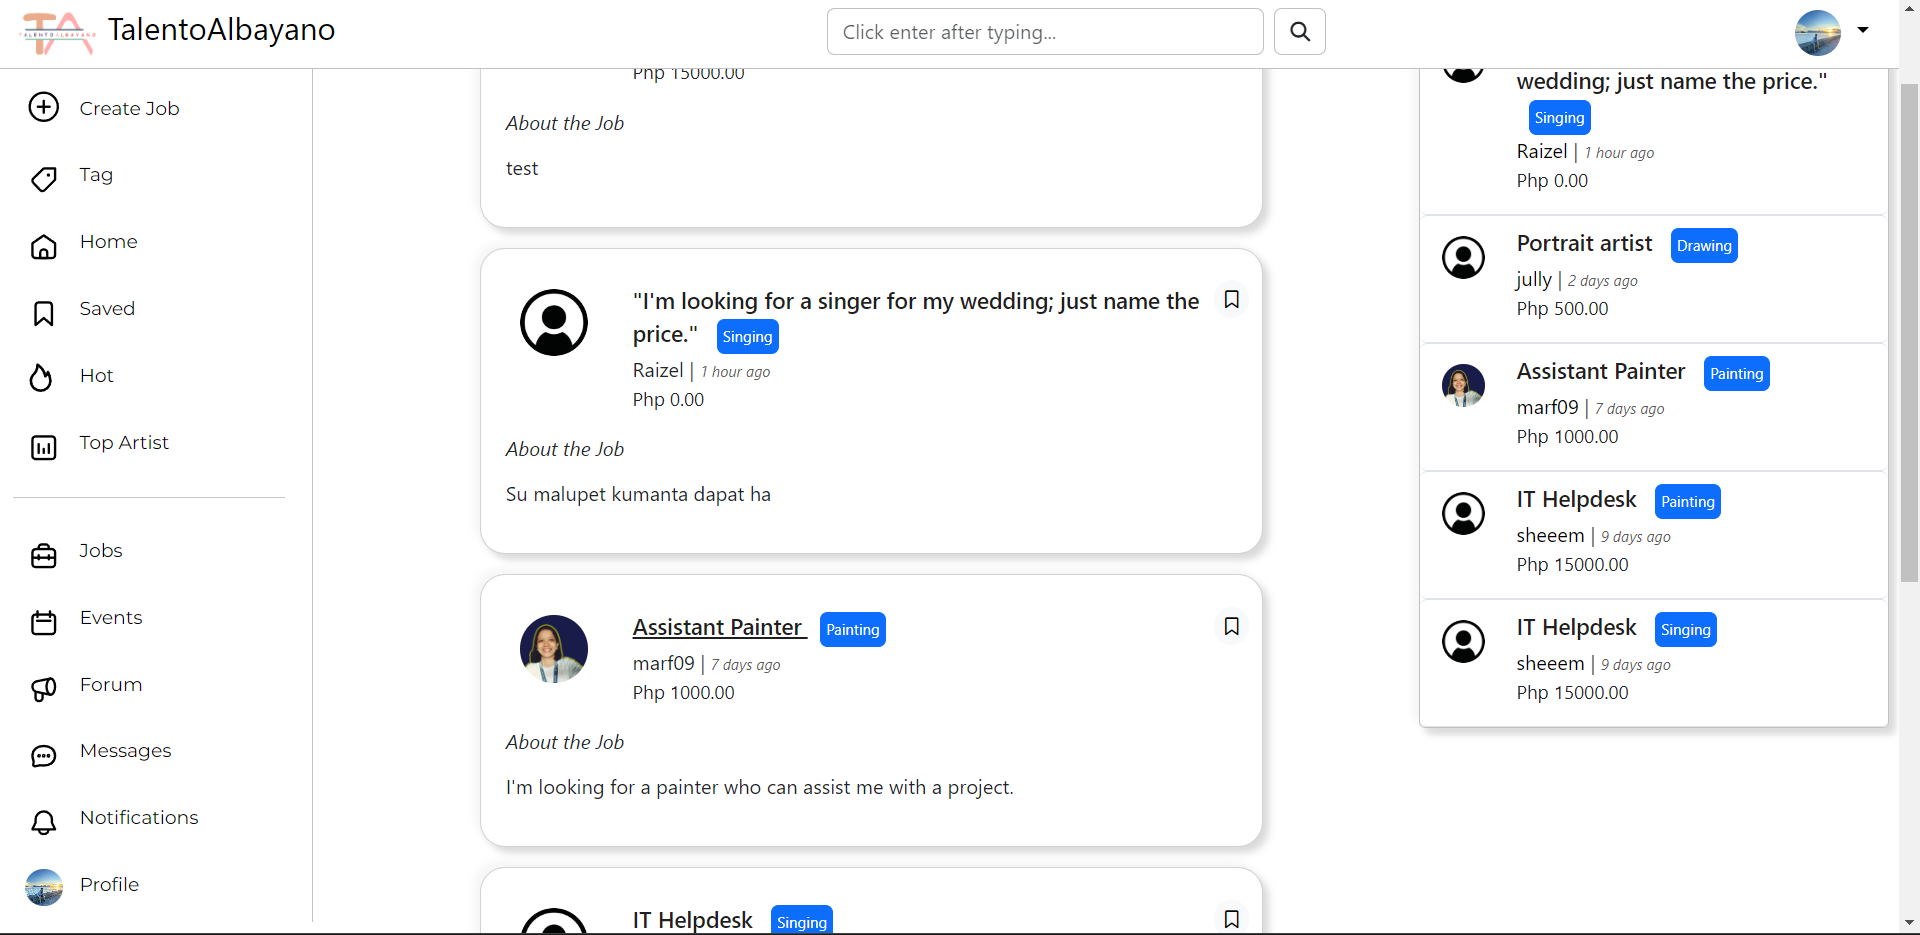 TA
TALENTOALBAYANO
TalentoAlbayano
Click enter after typing...
Create Job
Tag
Home
Saved
Hot
Top Artist
Jobs
Events
Forum
Messages
Notifications
Profile
Php 15000.00
About the Job
test
"I'm looking for a singer for my wedding; just name the
price." Singing
Raizel | 1 hour ago
Php 0.00
About the Job
Su malupet kumanta dapat ha
Assistant Painter Painting
marf09 | 7 days ago
Php 1000.00
About the Job
I'm looking for a painter who can assist me with a project.
IT Helpdesk Singing
wedding; just name the price."
Singing
Raizel | 1 hour ago
Php 0.00
Portrait artist Drawing
jully | 2 days ago
Php 500.00
Assistant Painter Painting
marf09 | 7 days ago
Php 1000.00
IT Helpdesk Painting
sheeem | 9 days ago
Php 15000.00
IT Helpdesk Singing
sheeem | 9 days ago
Php 15000.00